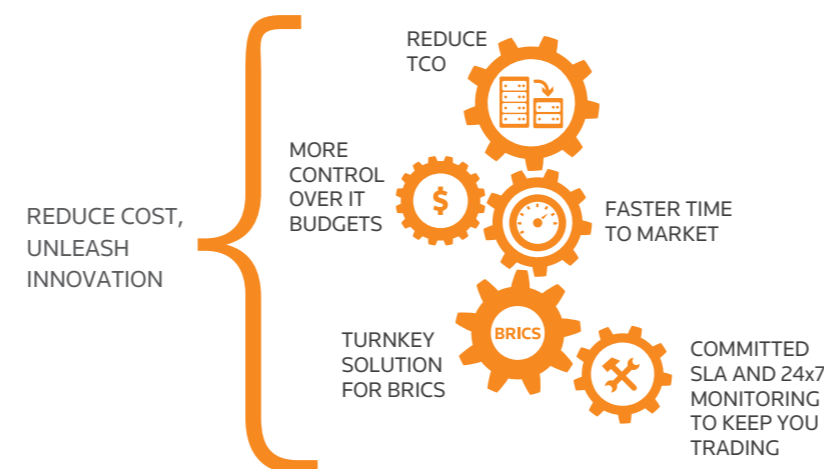 REDUCE COST,
UNLEASH
INNOVATION
REDUCE
TCO
MORE
CONTROL
OVER IT
BUDGETS
$
FASTER TIME
TO MARKET
TURNKEY
SOLUTION
FOR BRICS
BRICS
COMMITTED
SLA AND 24x7
MONITORING
TO KEEP YOU
TRADING